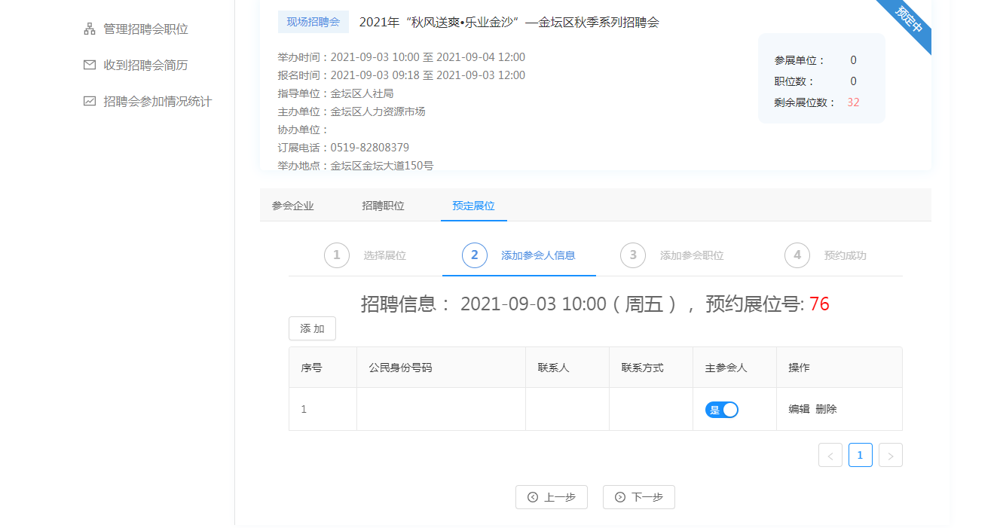 管理招聘会职位
收到招聘会简历
招聘会参加情况统计
现场招聘会 2021年“秋风送爽•乐业金沙”—金坛区秋季系列招聘会
预定中
举办时间：2021-09-03 10:00 至 2021-09-04 12:00
报名时间：2021-09-03 09:18 至 2021-09-03 12:00
指导单位：金坛区人社局
主办单位：金坛区人力资源市场
协办单位：
订展电话：0519-82808379
举办地点：金坛区金坛大道150号
参展单位： 0
职位数： 0
剩余展位数： 32
参会企业 招聘职位 预定展位
1 选择展位 2 添加参会人信息 3 添加参会职位 4 预约成功
招聘信息： 2021-09-03 10:00（周五）， 预约展位号: 76
添 加
序号 公民身份号码 联系人 联系方式 主参会人 操作
1 是 编辑 删除
< 1 >
上一步 下一步